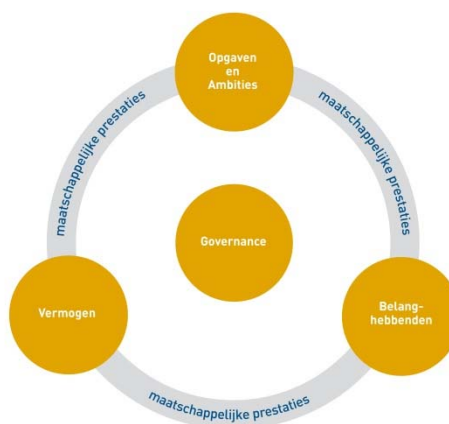 Opgaven
en
Ambities
maatschappelijke prestaties
maatschappelijke prestaties
Governance
Vermogen
Belang-
hebbenden
maatschappelijke prestaties